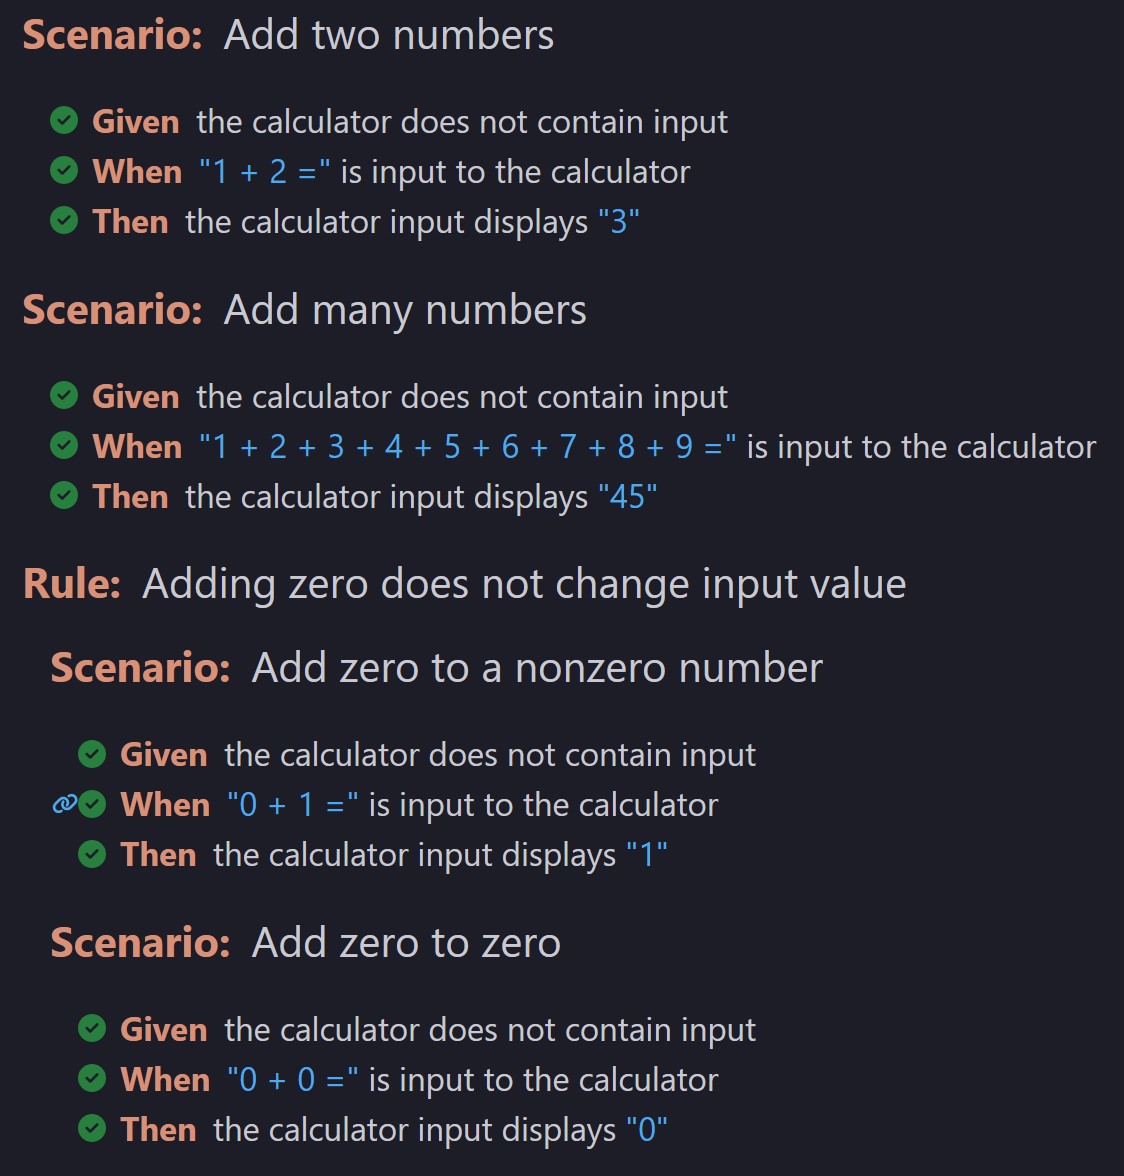 Scenario: Add two numbers
Given the calculator does not contain input
When "1 + 2 =" is input to the calculator
Then the calculator input displays "3"
Scenario: Add many numbers
Given the calculator does not contain input
When "1 + 2 + 3 + 4 + 5 + 6 + 7 + 8 + 9 =" is input to the calculator
Then the calculator input displays "45"
Rule: Adding zero does not change input value
Scenario: Add zero to a nonzero number
Given the calculator does not contain input
When "0 + 1 =" is input to the calculator
Then the calculator input displays "1"
Scenario: Add zero to zero
Given the calculator does not contain input
When "0 + 0 =" is input to the calculator
Then the calculator input displays "0"